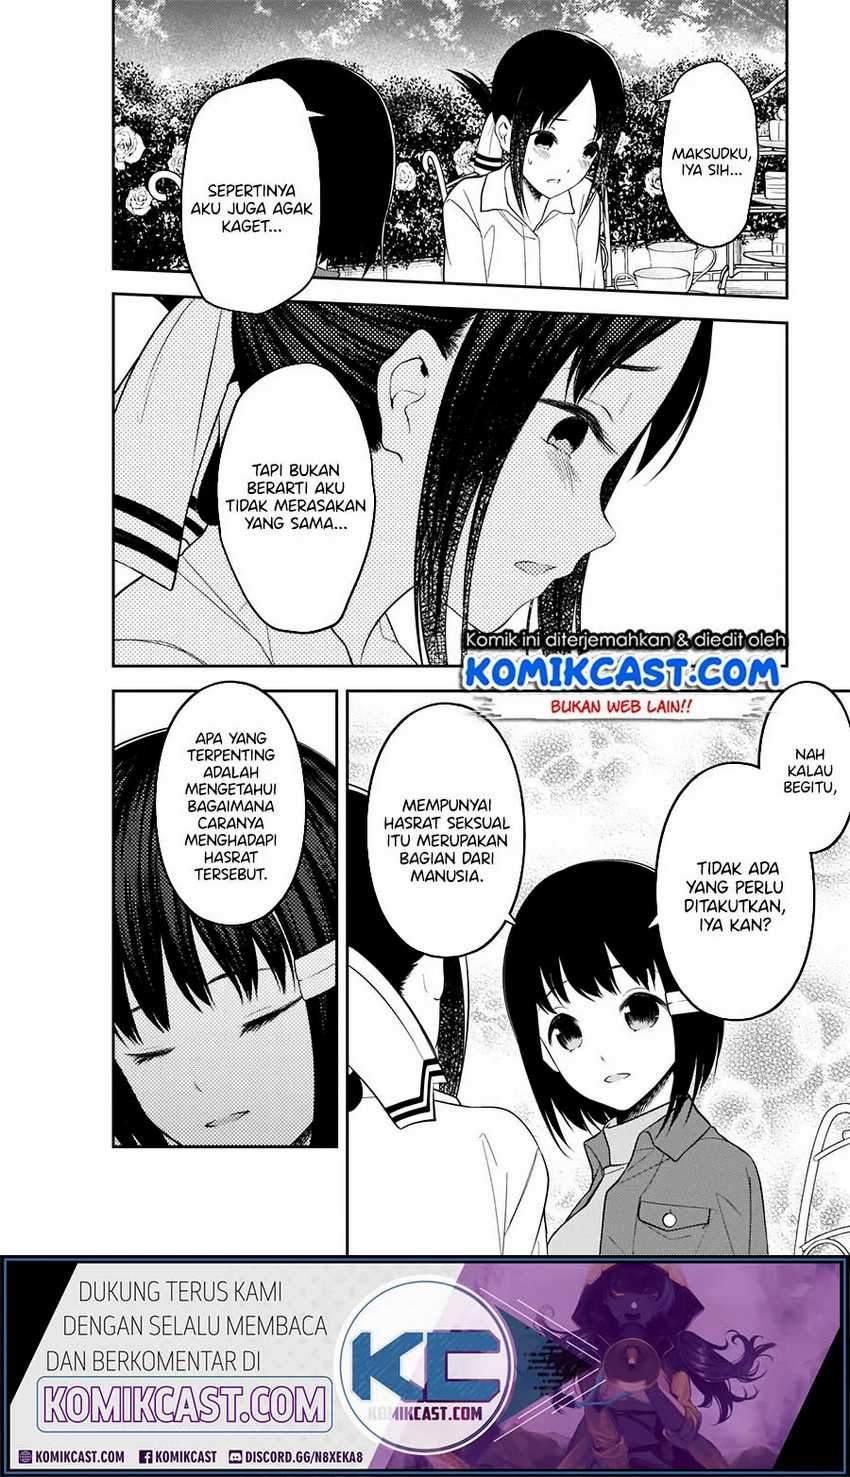 MAKSUDKU,
IYA SIH...
SEPERTINYA
AKU JUGA AGAK
KAGET...
TAPI BUKAN
BERARTI AKU
TIDAK MERASAKAN
YANG SAMA...
Komik ini diterjemahkan & diedit oleh
KOMIKCAST.COM
BUKAN WEB LAIN!!
NAH
KALAU
BEGITU,
TIDAK ADA
YANG PERLU
DITAKUTKAN,
IYA KAN?
MEMPUNYAI
HASRAT SEKSUAL
ITU MERUPAKAN
BAGIAN DARI
MANUSIA.
APA YANG
TERPENTING
ADALAH
MENGETAHUI
BAGAIMANA
CARANYA
MENGHADAPI
HASRAT
TERSEBUT.
DUKUNG TERUS KAMI
DENGAN SELALU MEMBACA
DAN BERKOMENTAR DI
KOMIKCAST.COM
KC
KOMIKCAST.COM
KOMIKCAST.COM KOMIKCAST DISCORD.GG/N8XEKA8